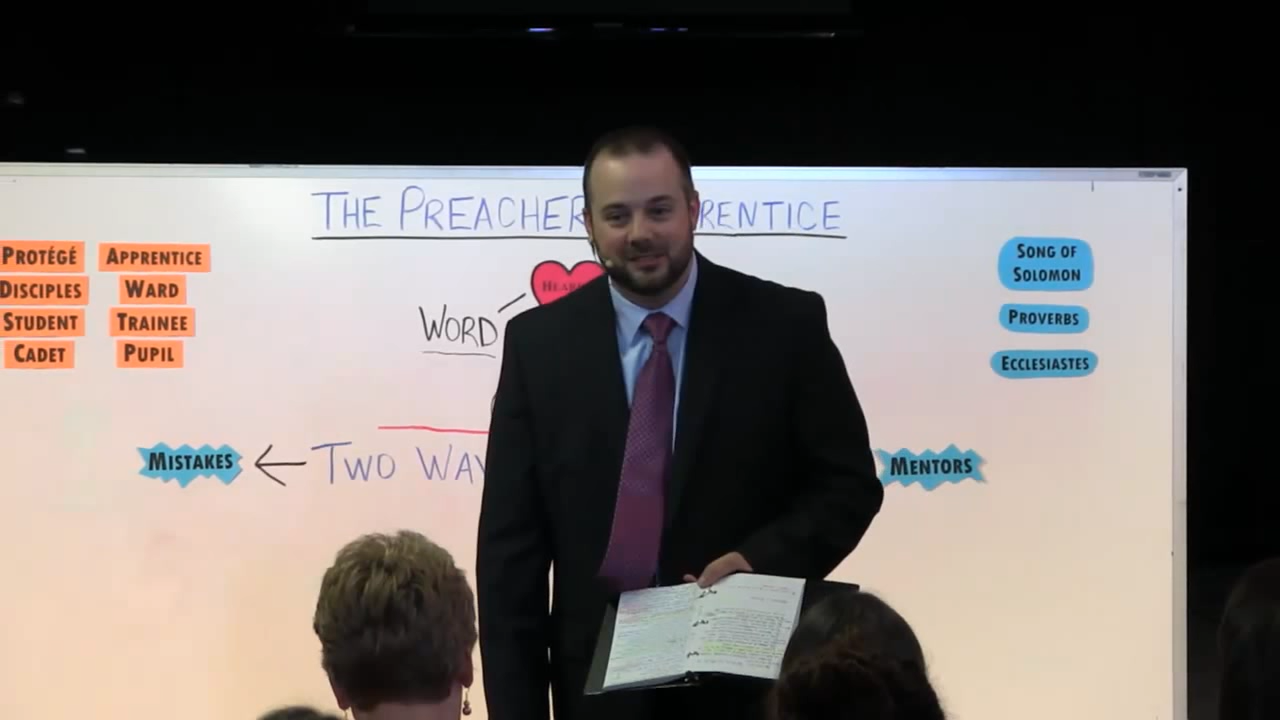 THE PREACHER RENTICE
PROTÉGÉ APPRENTICE
DISCIPLES WARD
STUDENT TRAINEE
CADET PUPIL
WORD
SONG OF
SOLOMON
PROVERBS
ECCLESIASTES
MISTAKES TWO WAY MENTORS